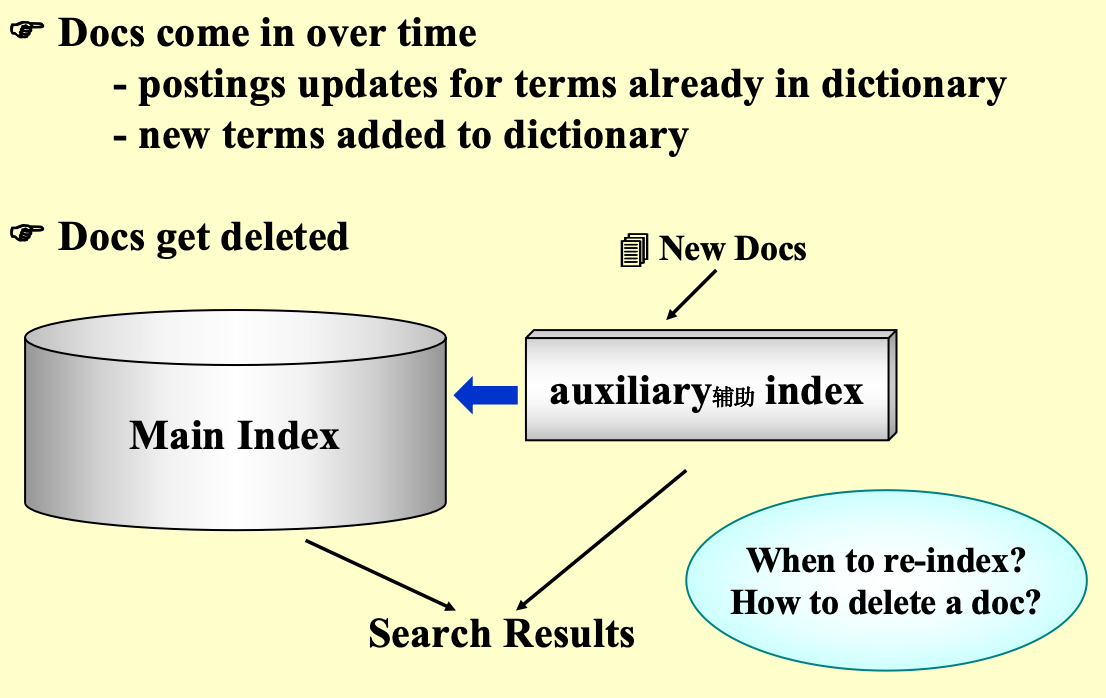 ☞ Docs come in over time
- postings updates for terms already in dictionary
- new terms added to dictionary
☞ Docs get deleted
New Docs
auxiliary辅助 index
Main Index
When to re-index?
How to delete a doc?
Search Results